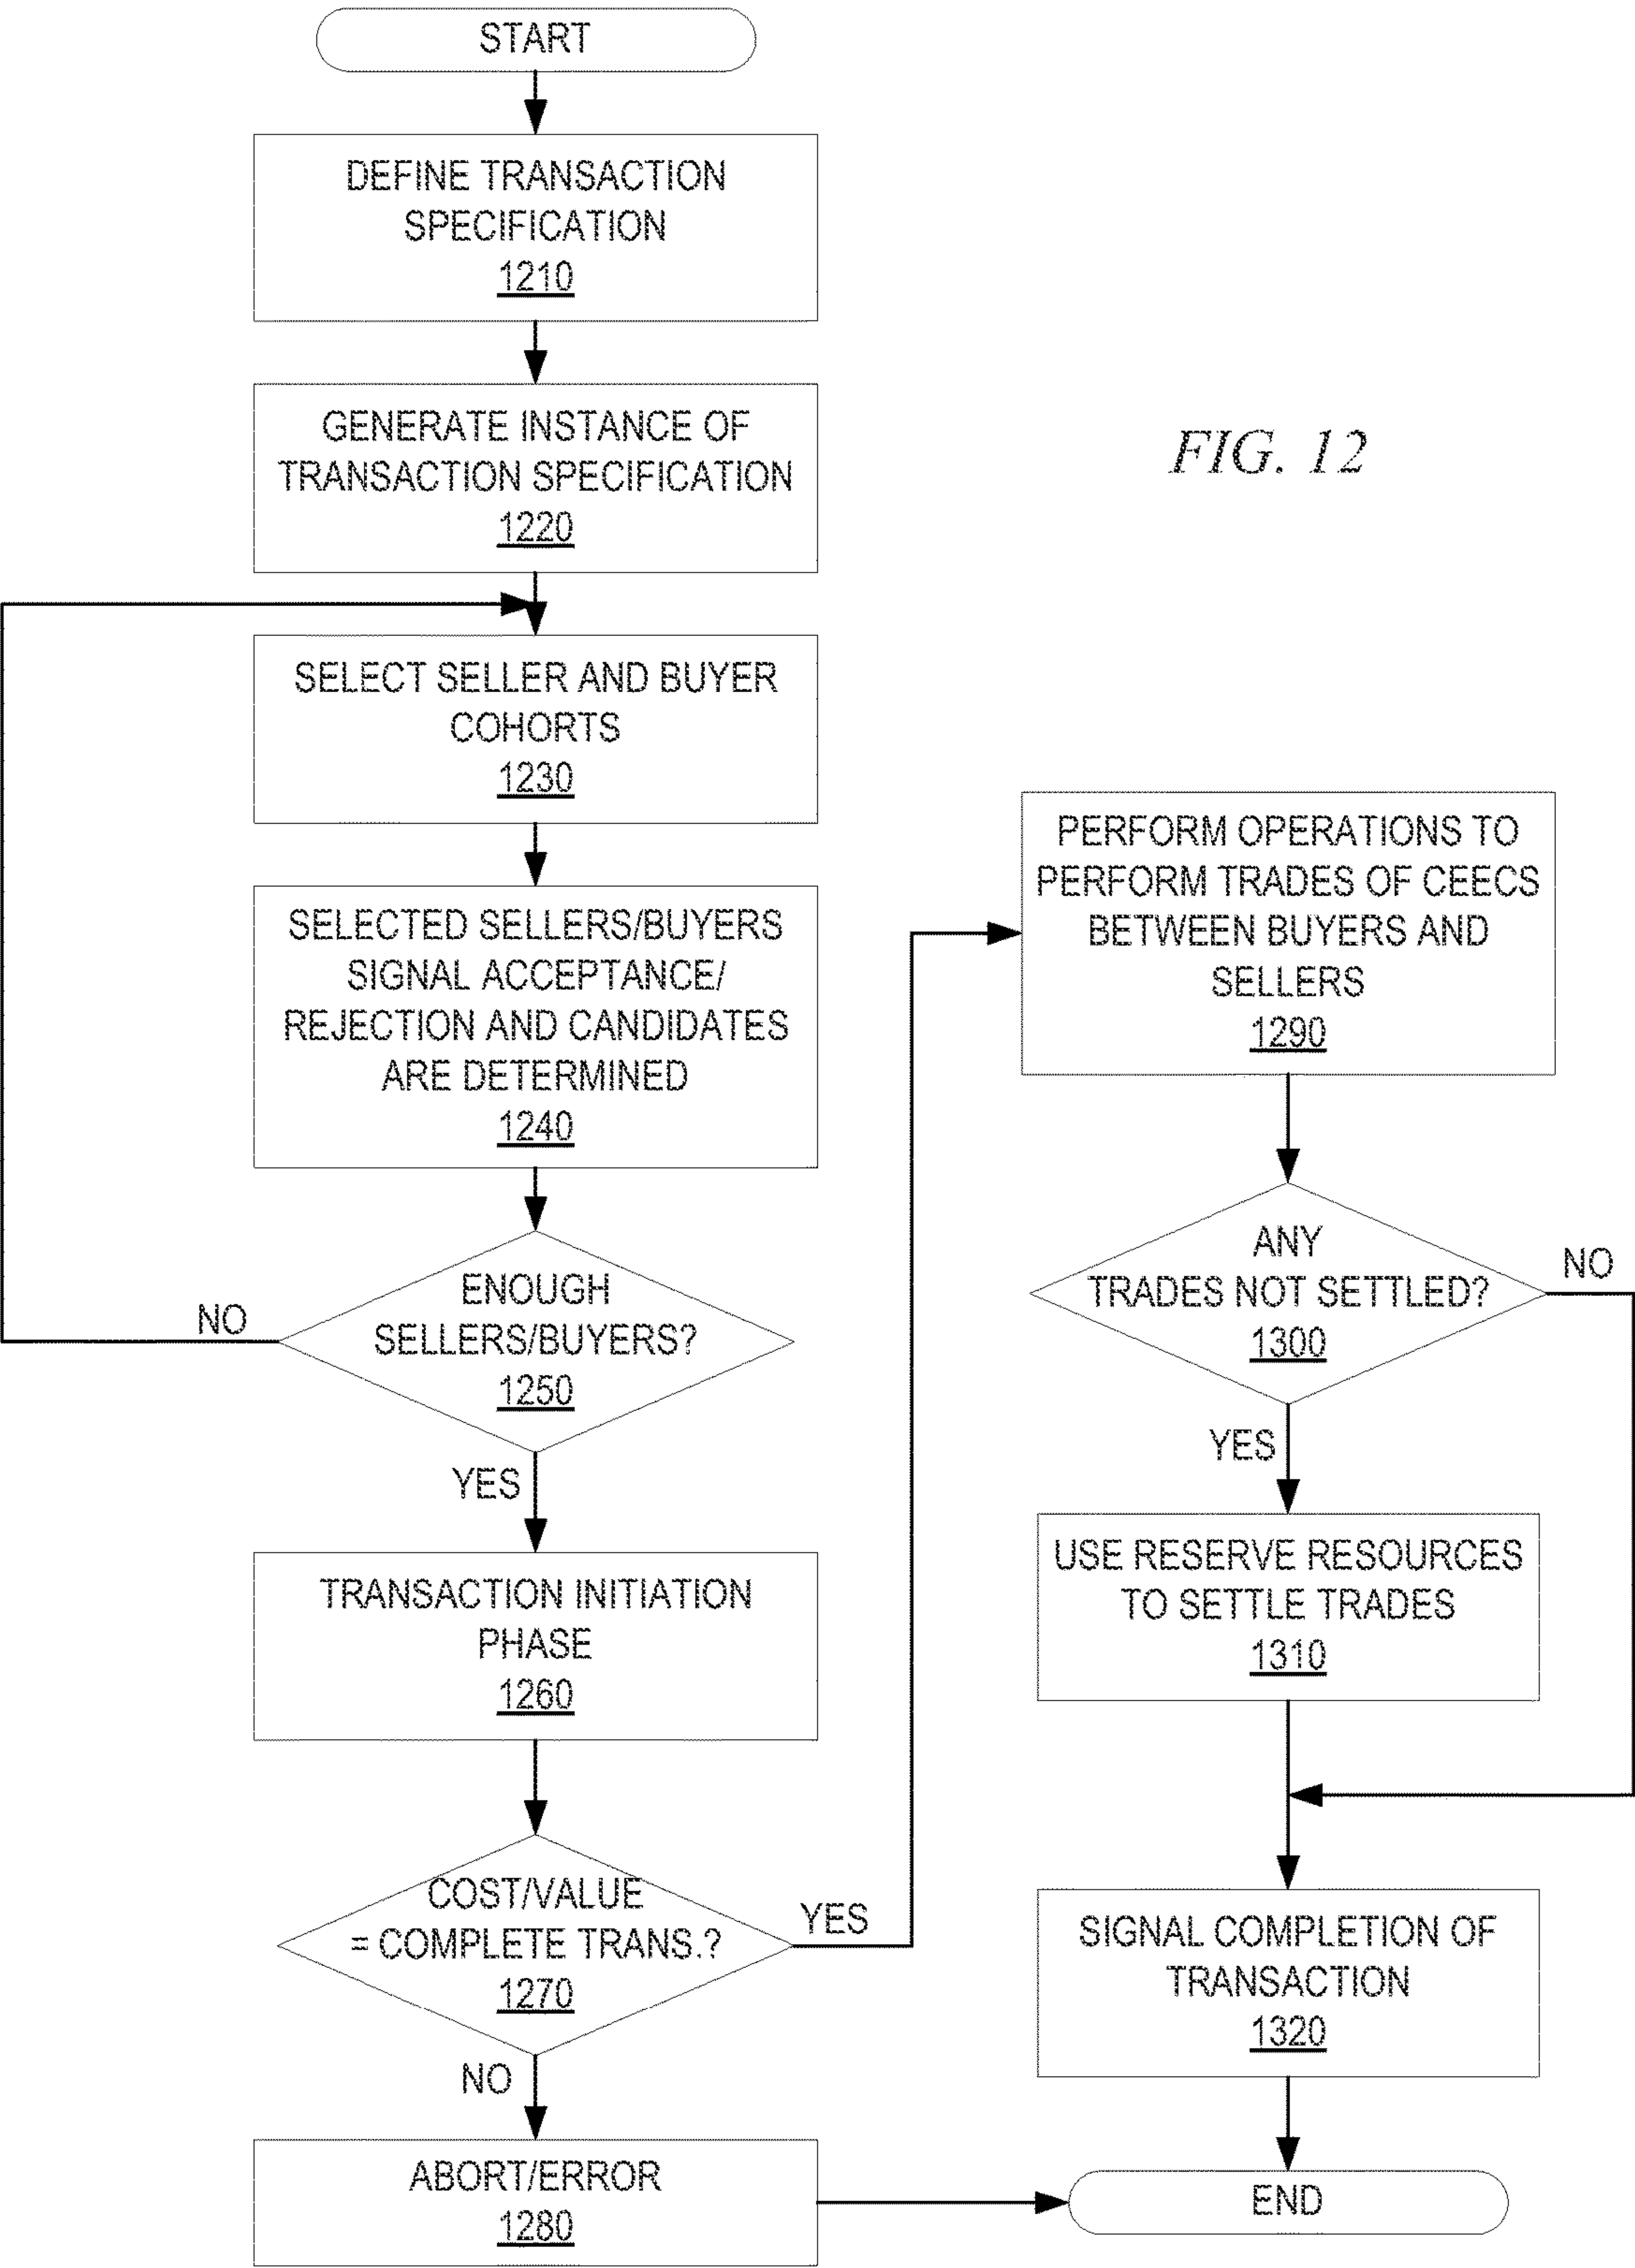 START
DEFINE TRANSACTION
SPECIFICATION
1210
GENERATE INSTANCE OF
TRANSACTION SPECIFICATION
1220
FIG. 12
SELECT SELLER AND BUYER
COHORTS
1230
SELECTED SELLERS/BUYERS
SIGNAL ACCEPTANCE/
REJECTION AND CANDIDATES
ARE DETERMINED
1240
ENOUGH
SELLERS/BUYERS?
1250
NO
YES
TRANSACTION INITIATION
PHASE
1260
COST/VALUE
= COMPLETE TRANS.?
1270
YES
NO
ABORT/ERROR
1280
PERFORM OPERATIONS TO
PERFORM TRADES OF CEECS
BETWEEN BUYERS AND
SELLERS
1290
ANY
TRADES NOT SETTLED?
1300
NO
YES
USE RESERVE RESOURCES
TO SETTLE TRADES
1310
SIGNAL COMPLETION OF
TRANSACTION
1320
END